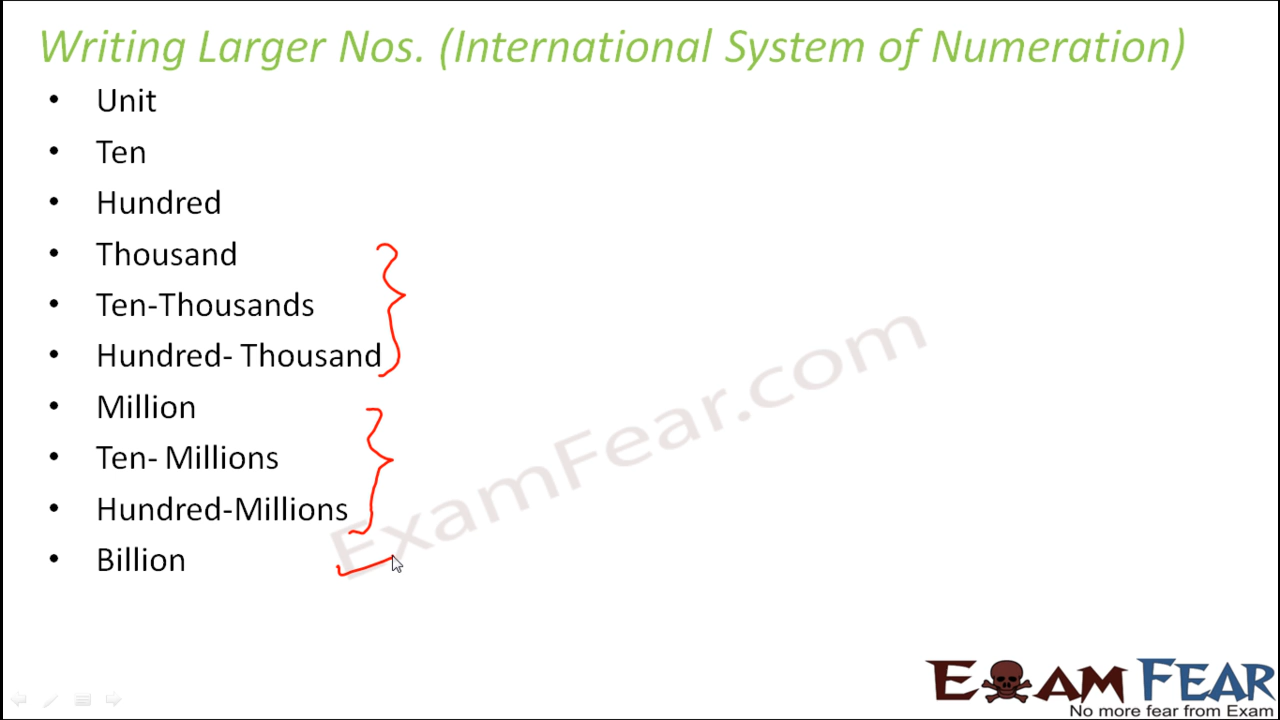 Writing Larger Nos. (International System of Numeration)
• Unit
• Ten
• Hundred
• Thousand
• Ten-Thousands
• Hundred- Thousand
• Million
• Ten- Millions
• Hundred-Millions
• Billion
ExamFear.com
EXAM FEAR
No more fear from Exam